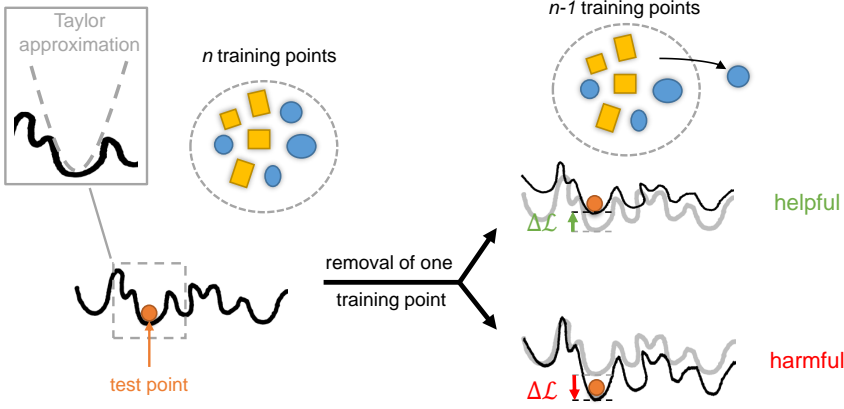 Taylor
approximation
n training points
n-1 training points
helpful
Δℒ
removal of one
training point
test point
harmful
Δℒ